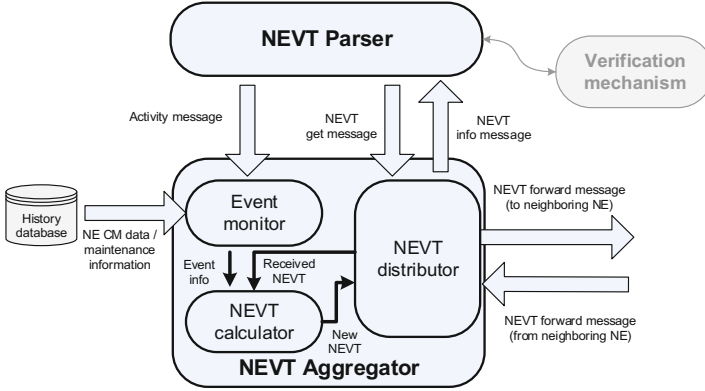 NEVT Parser
Verification
mechanism
Activity message
NEVT
get message
NEVT
info message
History
database
NE CM data /
maintenance
information
Event
monitor
NEVT
distributor
NEVT forward message
(to neighboring NE)
Event
info
Received
NEVT
NEVT
calculator
New
NEVT
NEVT forward message
(from neighboring NE)
NEVT Aggregator